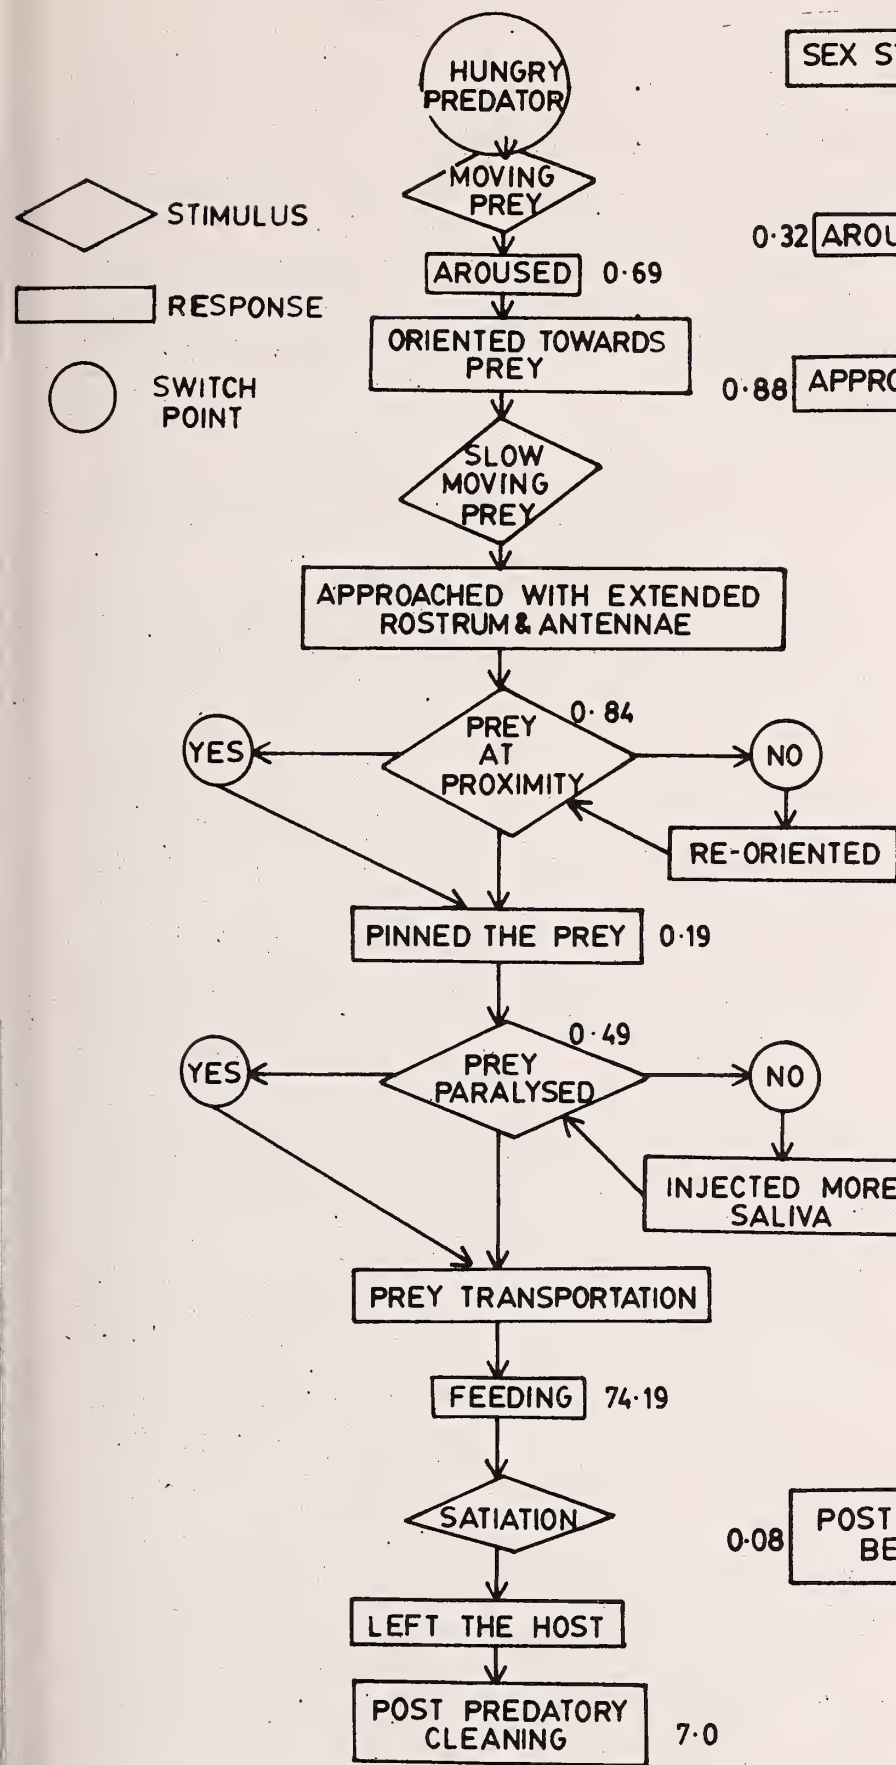 HUNGRY
PREDATOR
MOVING
PREY
STIMULUS
AROUSED 0·69
RESPONSE
ORIENTED TOWARDS
PREY
SWITCH
POINT
SLOW
MOVING
PREY
APPROACHED WITH EXTENDED
ROSTRUM & ANTENNAE
0·84
PREY
AT
PROXIMITY
YES
NO
RE-ORIENTED
PINNED THE PREY 0·19
0·49
PREY
PARALYSED
YES
NO
INJECTED MORE
SALIVA
PREY TRANSPORTATION
FEEDING 74·19
SATIATION
LEFT THE HOST
POST PREDATORY
CLEANING 7·0
SEX
0·32
0·88
0·08 POST